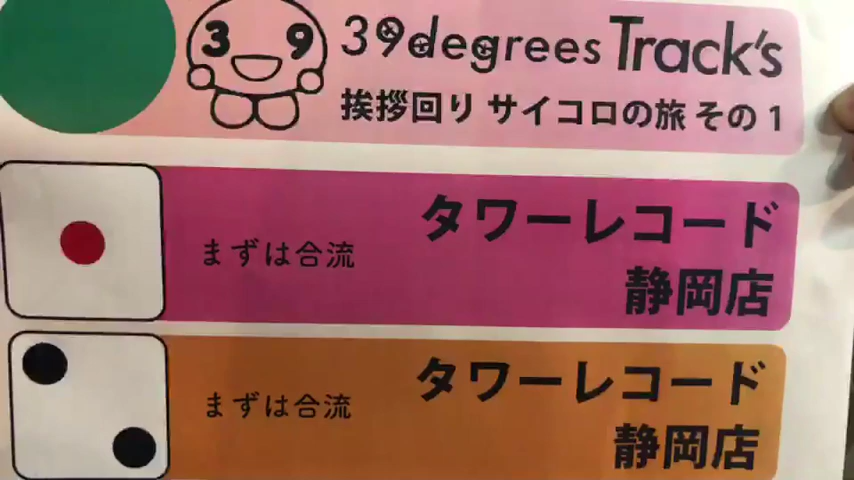 3 9
39degrees Track's
挨拶回り サイコロの旅 その1
まずは合流
タワーレコード
静岡店
まずは合流
タワーレコード
静岡店